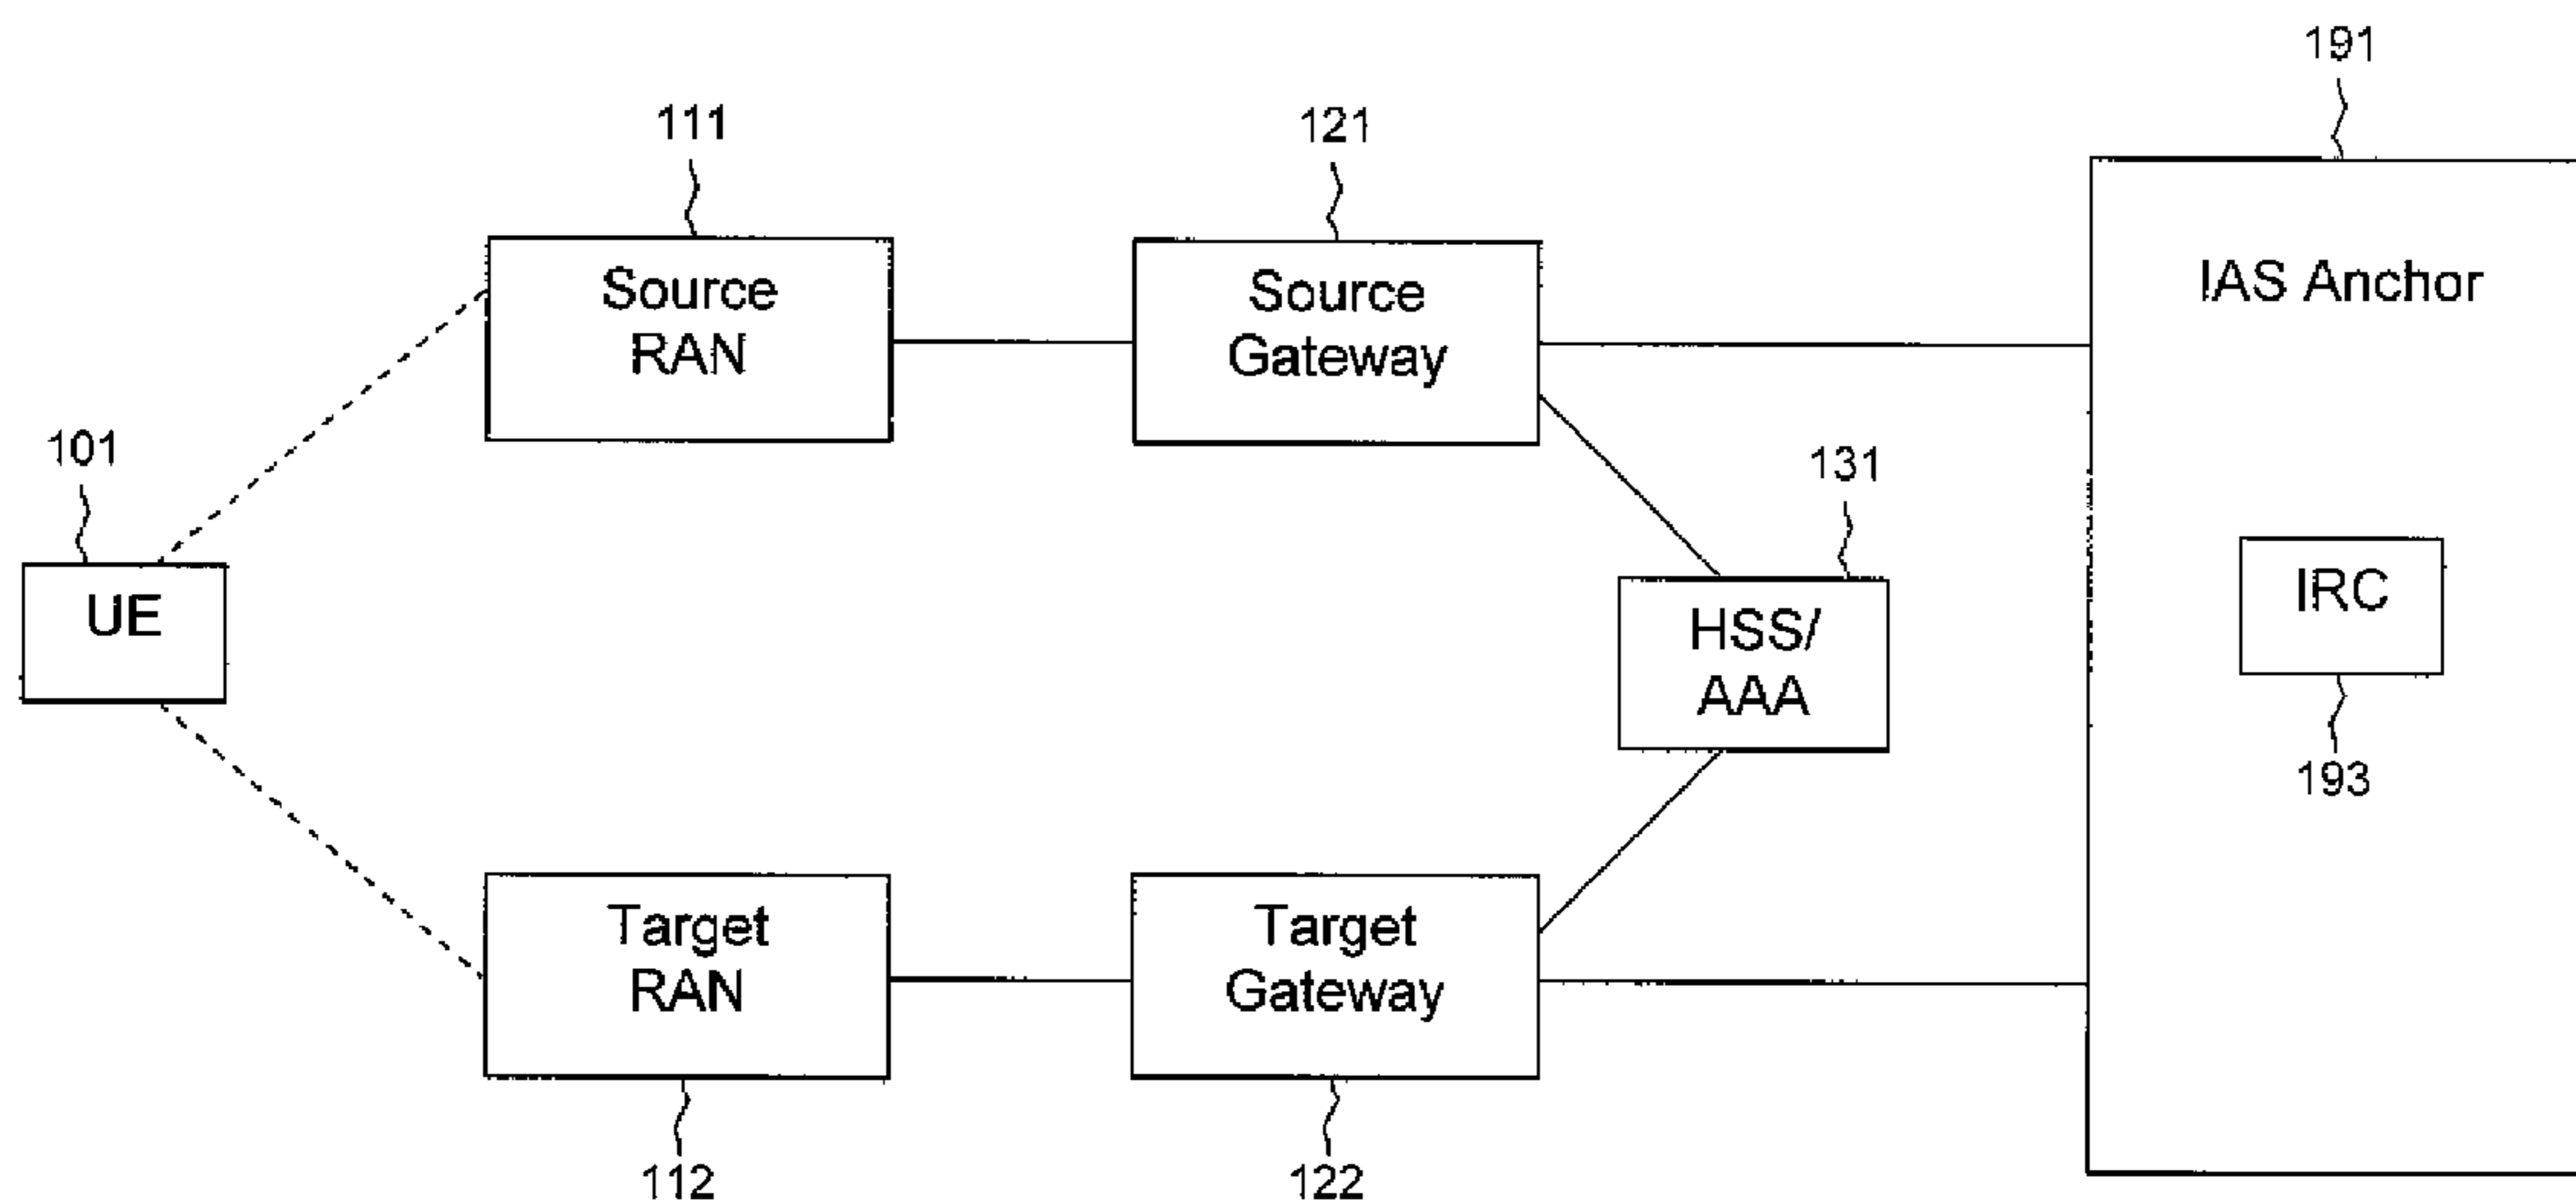 191
111
121
Source
RAN
Source
Gateway
IAS Anchor
101
131
UE
IRC
HSS/
AAA
193
Target
RAN
Target
Gateway
112
122